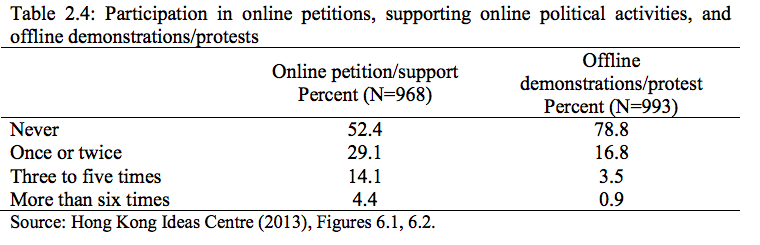 Table 2.4: Participation in online petitions, supporting online political activities, and
offline demonstrations/protests
Online petition/support
Percent (N=968)
Offline
demonstrations/protest
Percent (N=993)
Never 52.4 78.8
Once or twice 29.1 16.8
Three to five times 14.1 3.5
More than six times 4.4 0.9
Source: Hong Kong Ideas Centre (2013), Figures 6.1, 6.2.